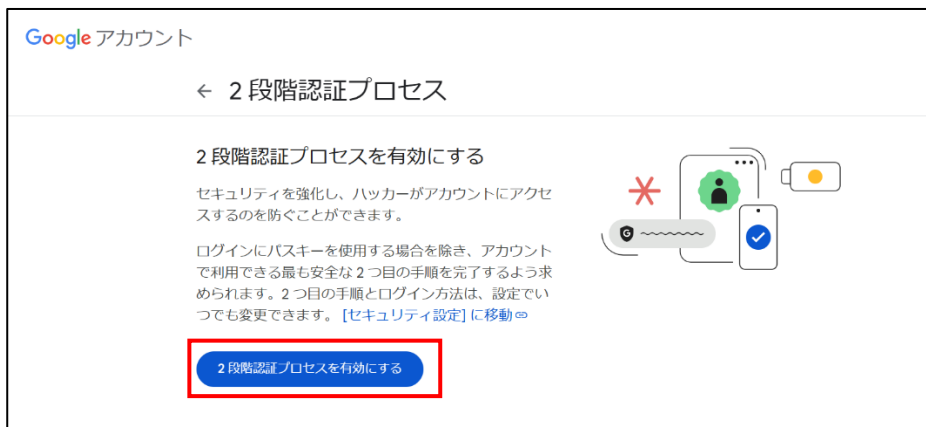 Google アカウント
← 2 段階認証プロセス
2 段階認証プロセスを有効にする
セキュリティを強化し、ハッカーがアカウントにアクセ
スするのを防ぐことができます。
ログインにパスキーを使用する場合を除き、アカウント
で利用できる最も安全な 2 つ目の手順を完了するよう求
められます。2 つ目の手順とログイン方法は、設定でい
つでも変更できます。 [セキュリティ設定] に移動
2 段階認証プロセスを有効にする
G